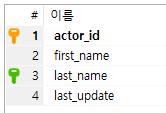 # 이름
1 actor_id
2 first_name
3 last_name
4 last_update